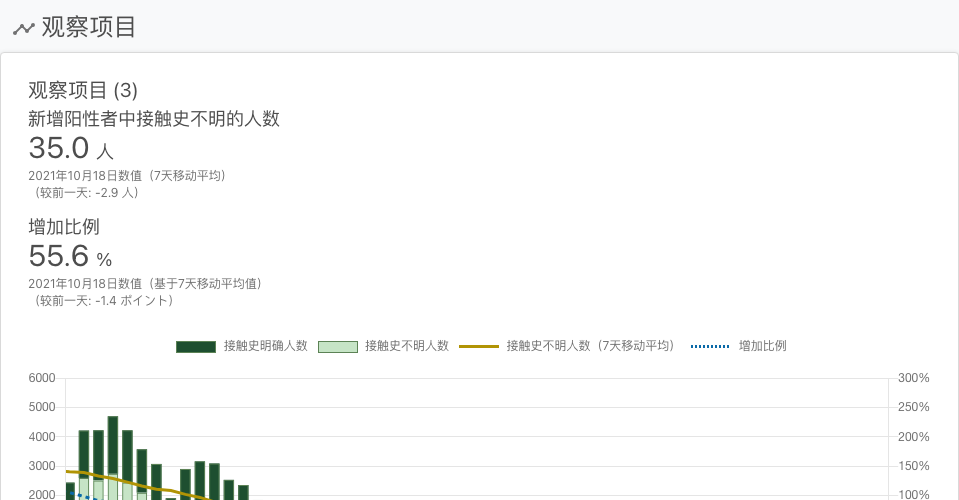 观察项目
观察项目 (3)
新增阳性者中接触史不明的人数
35.0 人
2021年10月18日数值（7天移动平均）
（较前一天: -2.9 人）
增加比例
55.6 %
2021年10月18日数值（基于7天移动平均值）
（较前一天: -1.4 ポイント）
接触史明确人数 接触史不明人数 接触史不明人数（7天移动平均） 增加比例
6000 300%
5000 250%
4000 200%
3000 150%
2000 100%